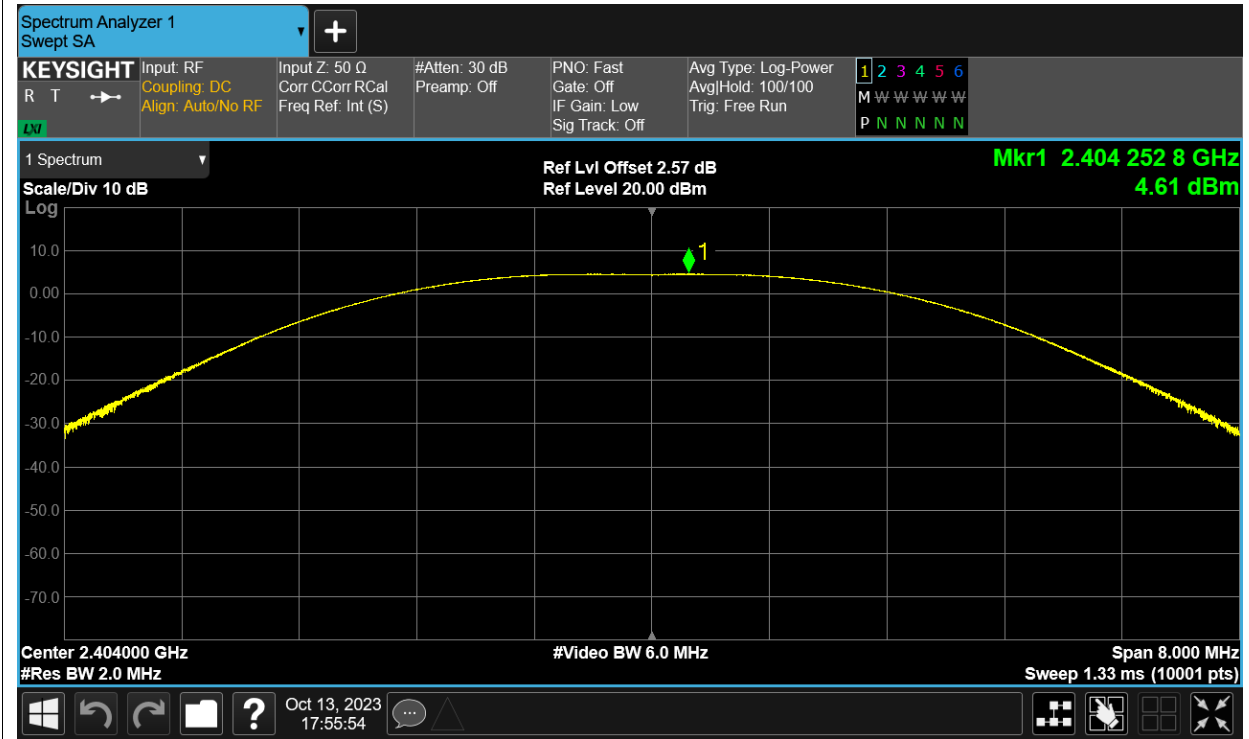 Spectrum Analyzer 1
Swept SA
KEYSIGHT
R T
LXI
Input: RF
Coupling: DC
Align: Auto/No RF
Input Z: 50 Ω
Corr CCorr RCal
Freq Ref: Int (S)
#Atten: 30 dB
Preamp: Off
PNO: Fast
Gate: Off
IF Gain: Low
Sig Track: Off
Avg Type: Log-Power
Avg|Hold: 100/100
Trig: Free Run
1 2 3 4 5 6
M W W W W W
P N N N N N
1 Spectrum
Scale/Div 10 dB
Log
Ref Lvl Offset 2.57 dB
Ref Level 20.00 dBm
Mkr1 2.404 252 8 GHz
4.61 dBm
1
10.0
0.00
-10.0
-20.0
-30.0
-40.0
-50.0
-60.0
-70.0
Center 2.404000 GHz
#Res BW 2.0 MHz
#Video BW 6.0 MHz
Span 8.000 MHz
Sweep 1.33 ms (10001 pts)
?
Oct 13, 2023
17:55:54